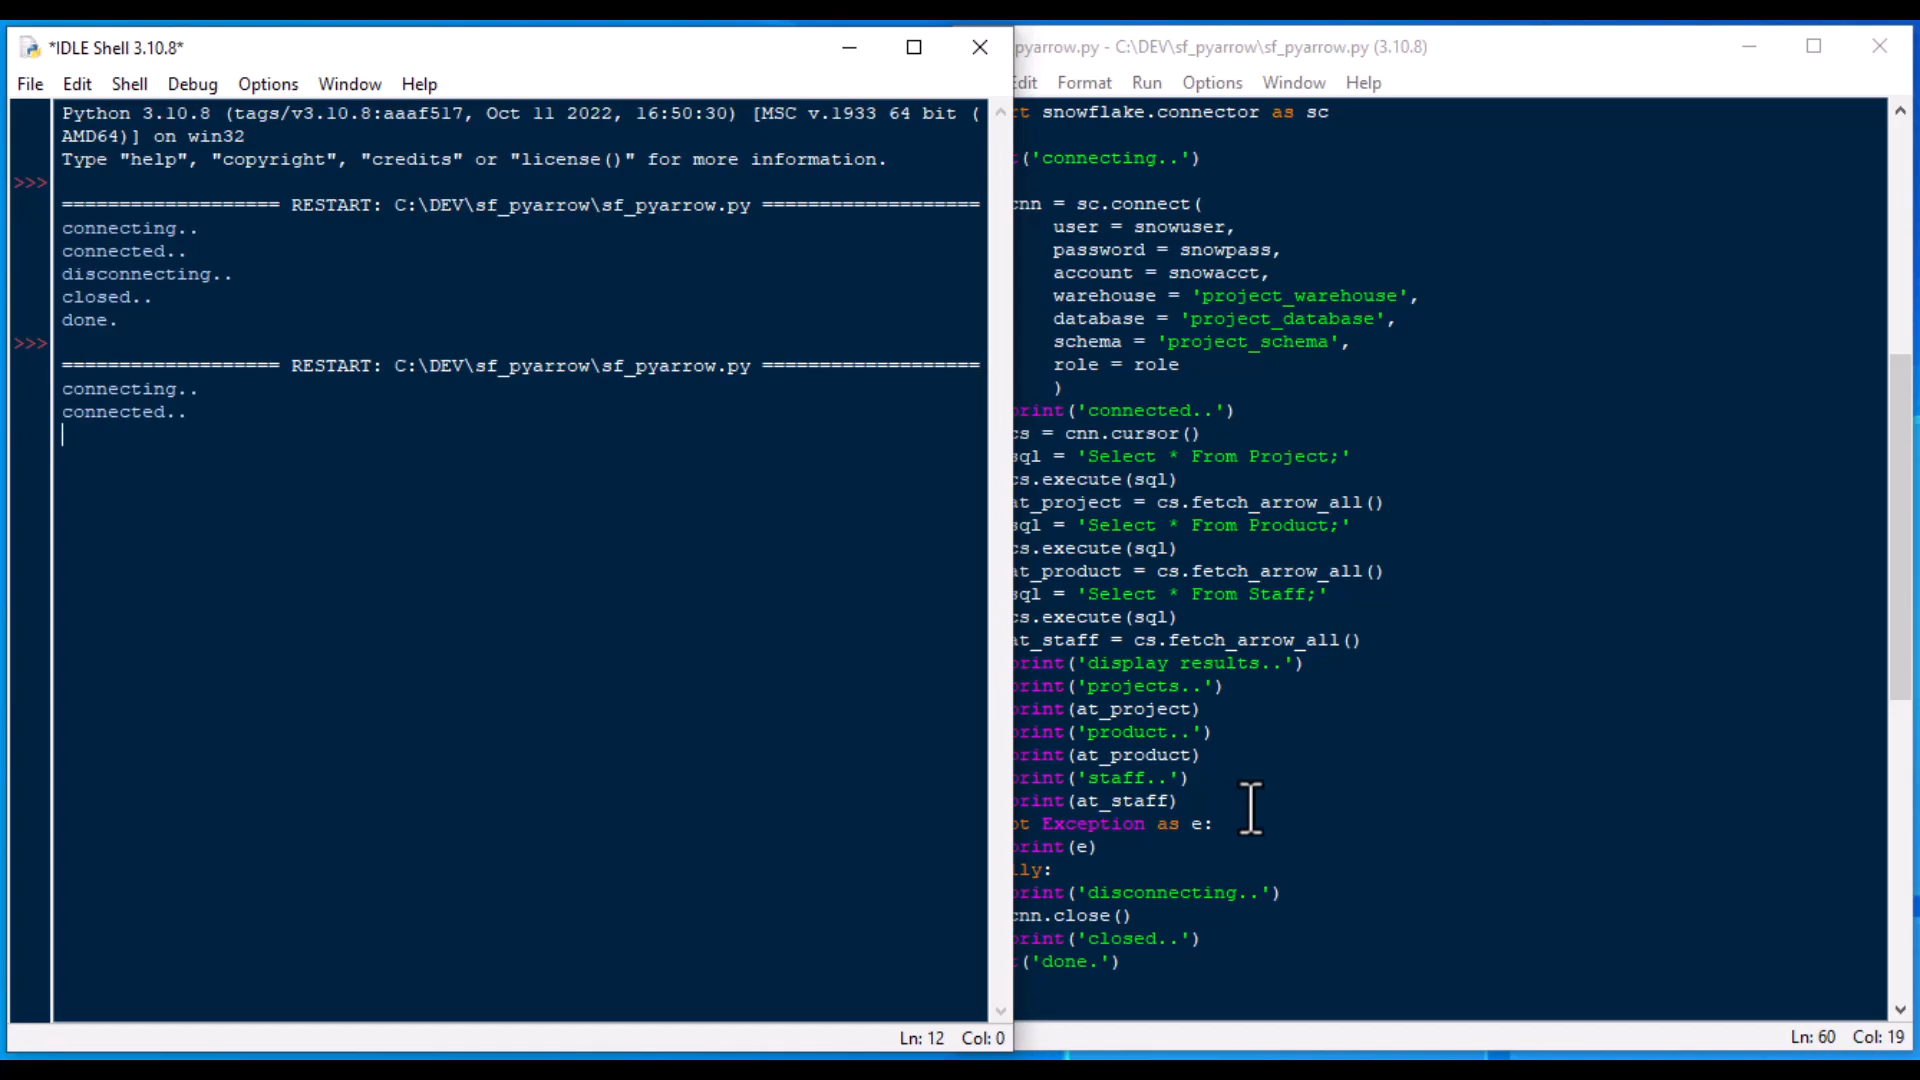 *IDLE Shell 3.10.8*
File Edit Shell Debug Options Window Help
Python 3.10.8 (tags/v3.10.8:aaaf517, Oct 11 2022, 16:50:30) [MSC v.1933 64 bit (
AMD64)] on win32
Type "help", "copyright", "credits" or "license()" for more information.
>>>
=================== RESTART: C:\DEV\sf_pyarrow\sf_pyarrow.py ===================
connecting..
connected..
disconnecting..
closed..
done.
>>>
=================== RESTART: C:\DEV\sf_pyarrow\sf_pyarrow.py ===================
connecting..
connected..
Ln: 12 Col: 0
pyarrow.py - C:\DEV\sf_pyarrow\sf_pyarrow.py (3.10.8)
Edit Format Run Options Window Help
rt snowflake.connector as sc
t('connecting..')
cnn = sc.connect(
user = snowuser,
password = snowpass,
account = snowacct,
warehouse = 'project_warehouse',
database = 'project_database',
schema = 'project_schema',
role = role
)
print('connected..')
cs = cnn.cursor()
sql = 'Select * From Project;'
cs.execute(sql)
at_project = cs.fetch_arrow_all()
sql = 'Select * From Product;'
cs.execute(sql)
at_product = cs.fetch_arrow_all()
sql = 'Select * From Staff;'
cs.execute(sql)
at_staff = cs.fetch_arrow_all()
print('display results..')
print('projects..')
print(at_project)
print('product..')
print(at_product)
print('staff..')
print(at_staff)
pt Exception as e:
print(e)
lly:
print('disconnecting..')
cnn.close()
print('closed..')
t('done.')
Ln: 60 Col: 19